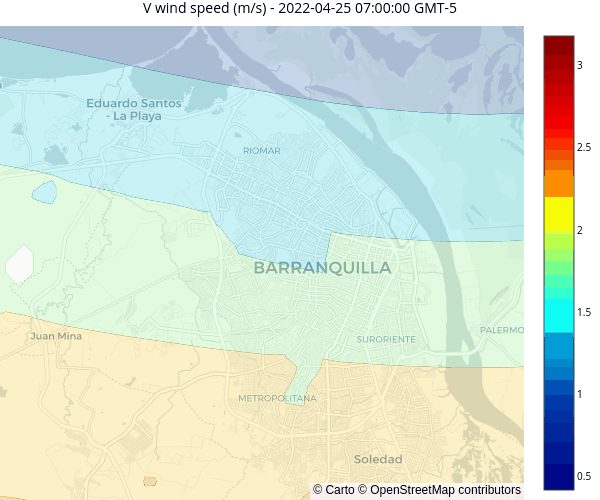 V wind speed (m/s) - 2022-04-25 07:00:00 GMT-5
Eduardo Santos
- La Playa
RIOMAR
BARRANQUILLA
Juan Mina
SURORIENTE
PALERMO
METROPOLITANA
Soledad
© Carto © OpenStreetMap contributors
3
2.5
2
1.5
1
0.5